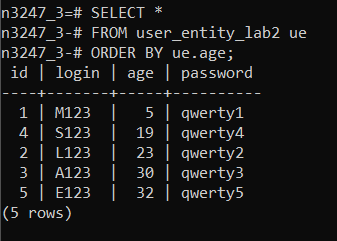 n3247_3=# SELECT *
n3247_3-# FROM user_entity_lab2 ue
n3247_3-# ORDER BY ue.age;
 id | login | age | password
----+-------+-----+----------
  1 | M123  |   5 | qwerty1
  4 | S123  |  19 | qwerty4
  2 | L123  |  23 | qwerty2
  3 | A123  |  30 | qwerty3
  5 | E123  |  32 | qwerty5
(5 rows)